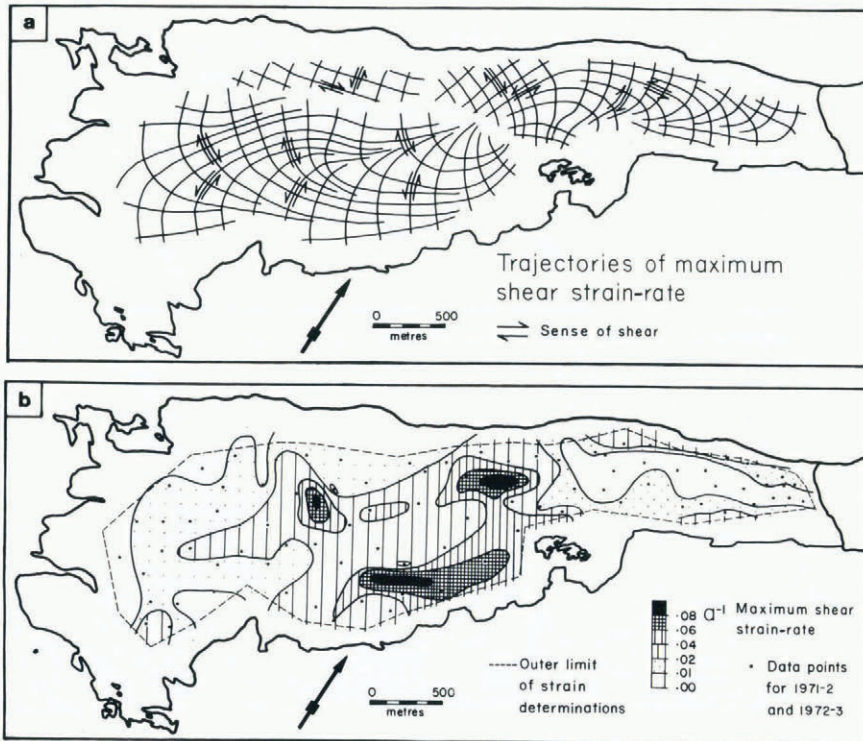 a
Trajectories of maximum
shear strain-rate
0 500
metres
Sense of shear
b
.08 a⁻¹ Maximum shear
.06 strain-rate
.04
.02
.01
.00
Outer limit
of strain
determinations
0 500
metres
Data points
for 1971-2
and 1972-3